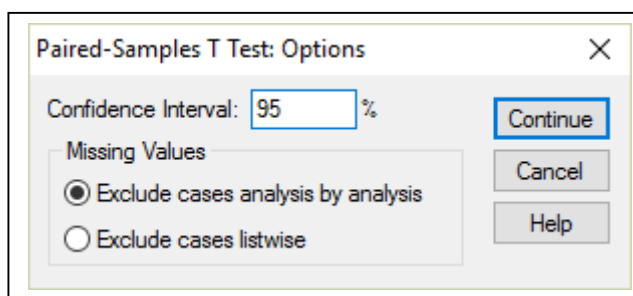 Paired-Samples T Test: Options
Confidence Interval: 95 %
Continue
Missing Values
Exclude cases analysis by analysis
Exclude cases listwise
Cancel
Help